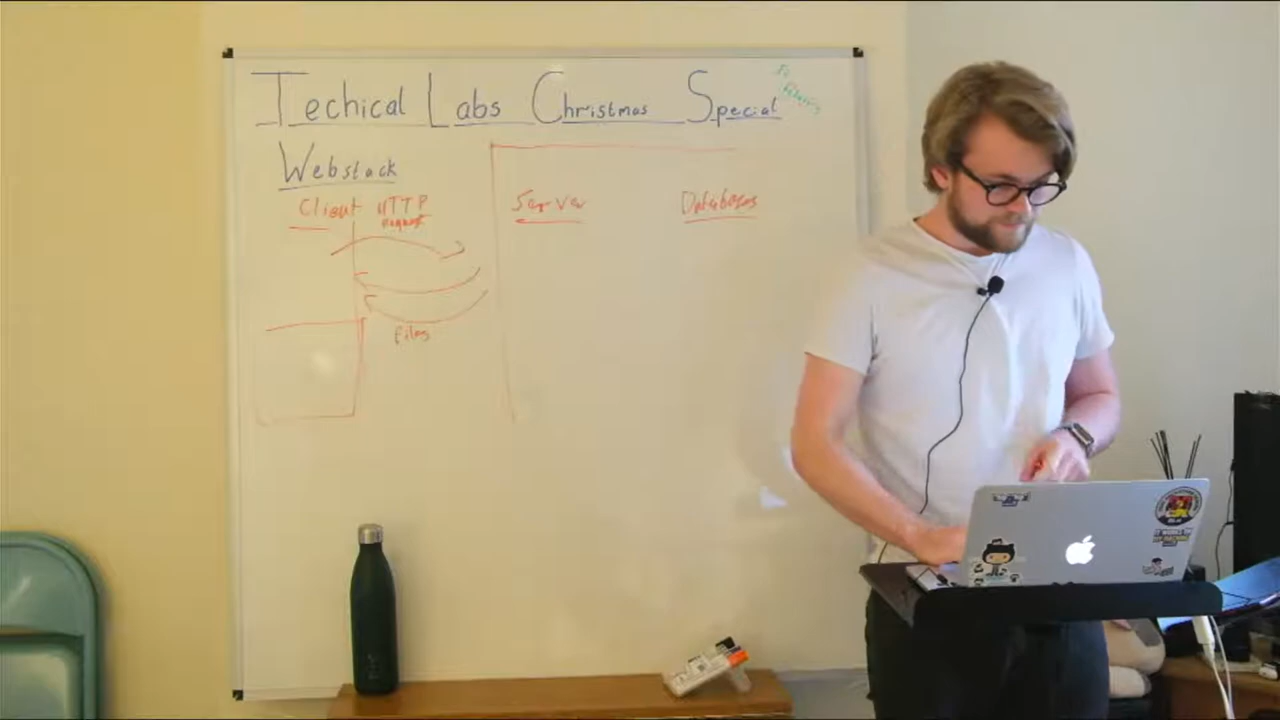 Techical Labs Christmas Special
Webstack
Client HTTP Server Databases
Request
Files